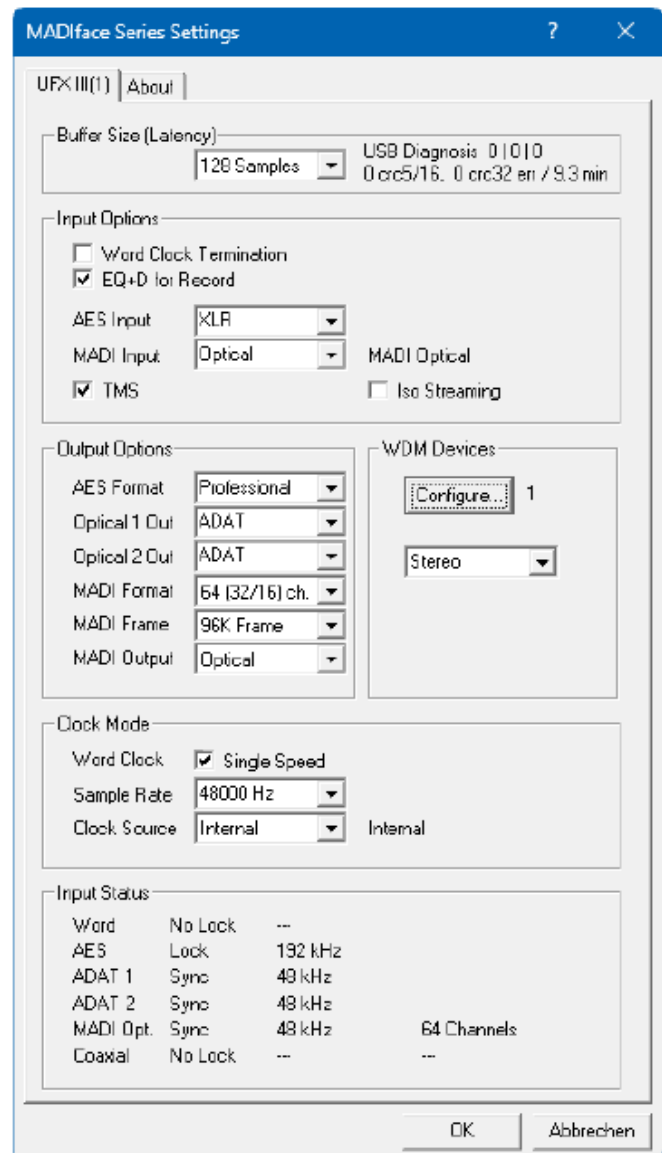 MADIface Series Settings ? ×
UFX III(1) About
Buffer Size (Latency)
128 Samples
USB Diagnosis 0 | 0 | 0
0 crc5/16, 0 crc32 err / 9.3 min
Input Options
Word Clock Termination
EQ+D for Record
AES Input XLR
MADI Input Optical MADI Optical
TMS Iso Streaming
Output Options
AES Format Professional
Optical 1 Out ADAT
Optical 2 Out ADAT
MADI Format 64 (32/16) ch.
MADI Frame 96K Frame
MADI Output Optical
WDM Devices
Configure... 1
Stereo
Clock Mode
Word Clock Single Speed
Sample Rate 48000 Hz
Clock Source Internal Internal
Input Status
Word No Lock ---
AES Lock 192 kHz
ADAT 1 Sync 48 kHz
ADAT 2 Sync 48 kHz
MADI Opt. Sync 48 kHz 64 Channels
Coaxial No Lock --- ---
OK Abbrechen